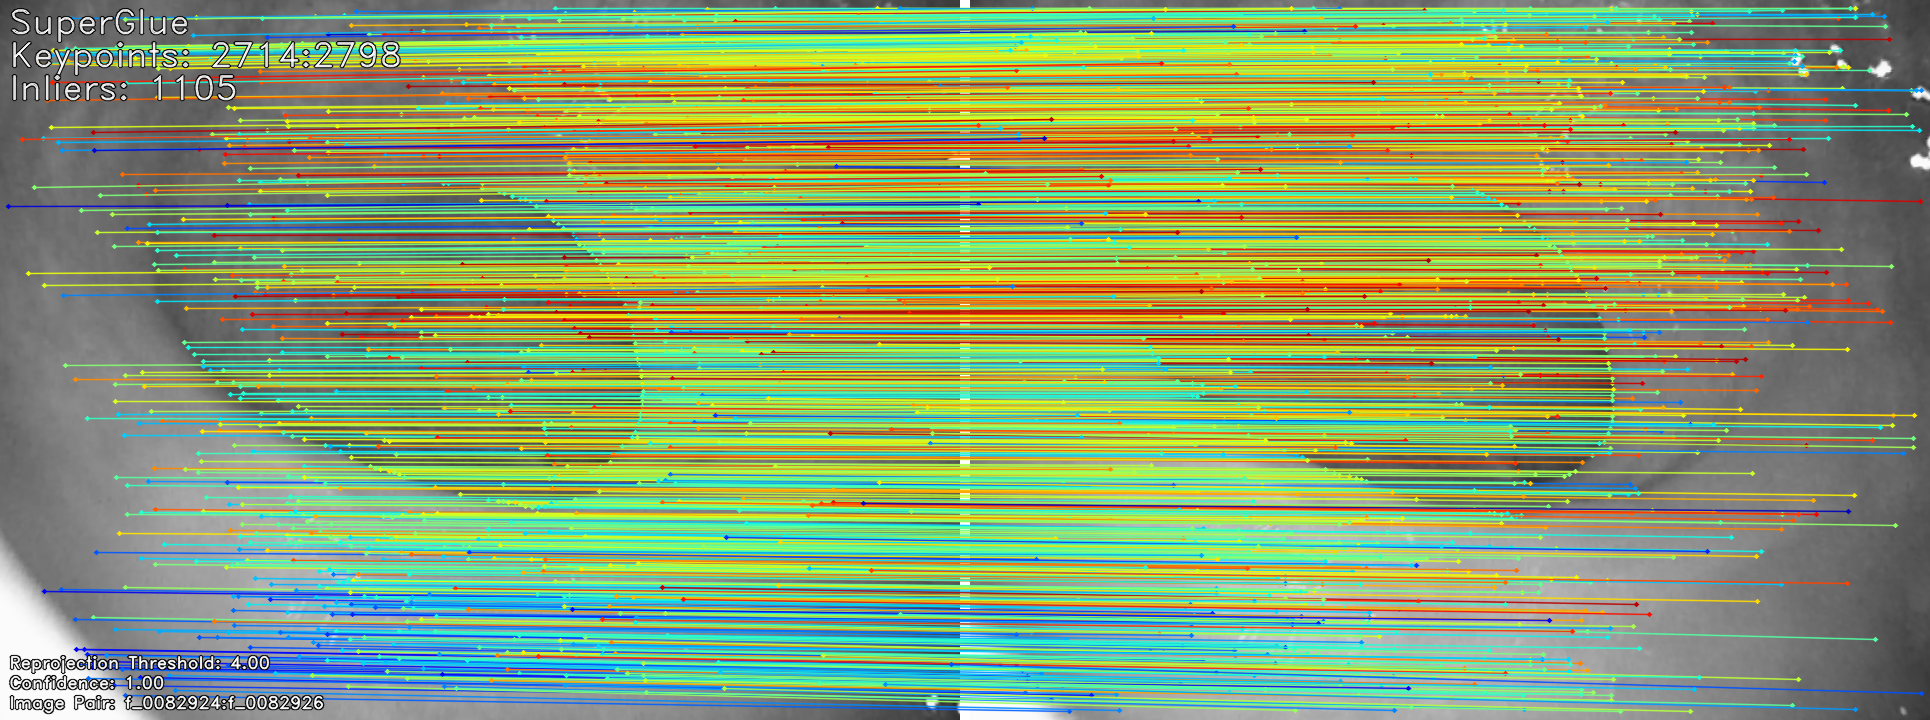 SuperGlue
Keypoints: 2714:2798
Inliers: 1105
Reprojection Threshold: 4.00
Confidence: 1.00
Image Pair: f_0082924:f_0082926